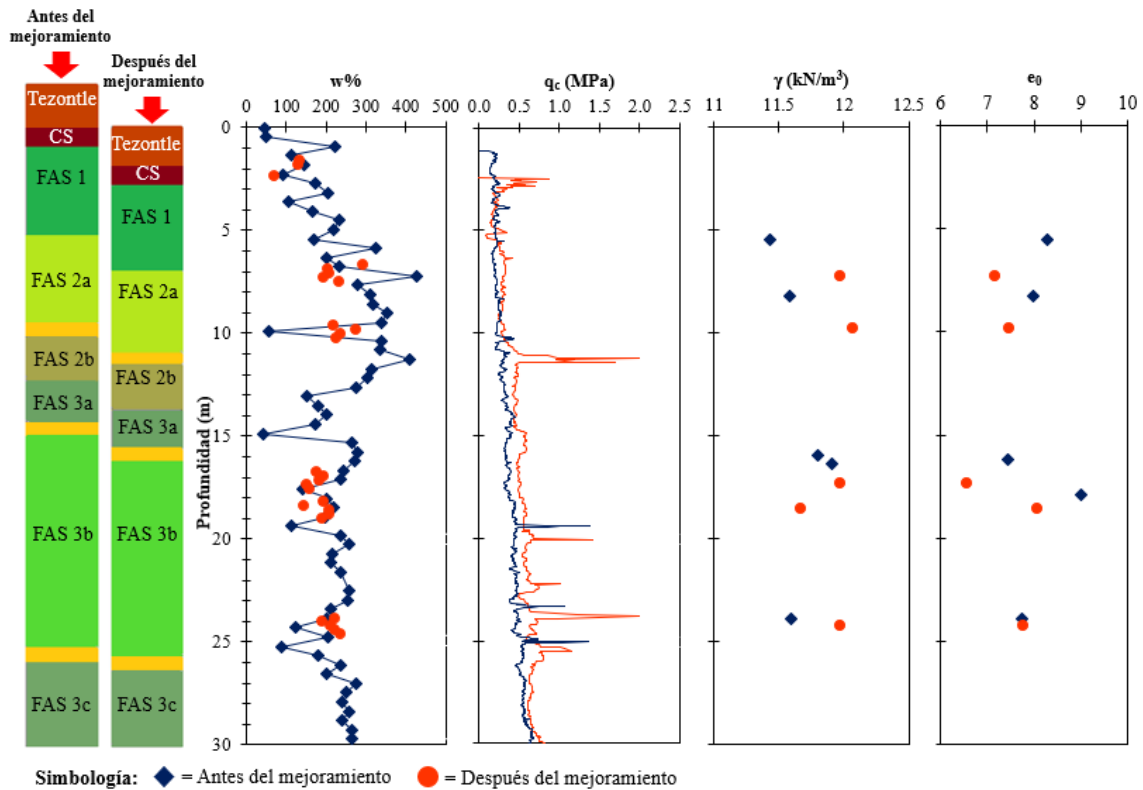 Antes del
mejoramiento
Después del
mejoramiento
Tezontle
CS
FAS 1
FAS 2a
FAS 2b
FAS 3a
FAS 3b
FAS 3c
Tezontle
CS
FAS 1
FAS 2a
FAS 2b
FAS 3a
FAS 3b
FAS 3c
w%
0 100 200 300 400 500
Profundidad (m)
0
5
10
15
20
25
30
qc (MPa)
0.0 0.5 1.0 1.5 2.0 2.5
γ (kN/m³)
11 11.5 12 12.5
e0
6 7 8 9 10
Simbología: = Antes del mejoramiento = Después del mejoramiento